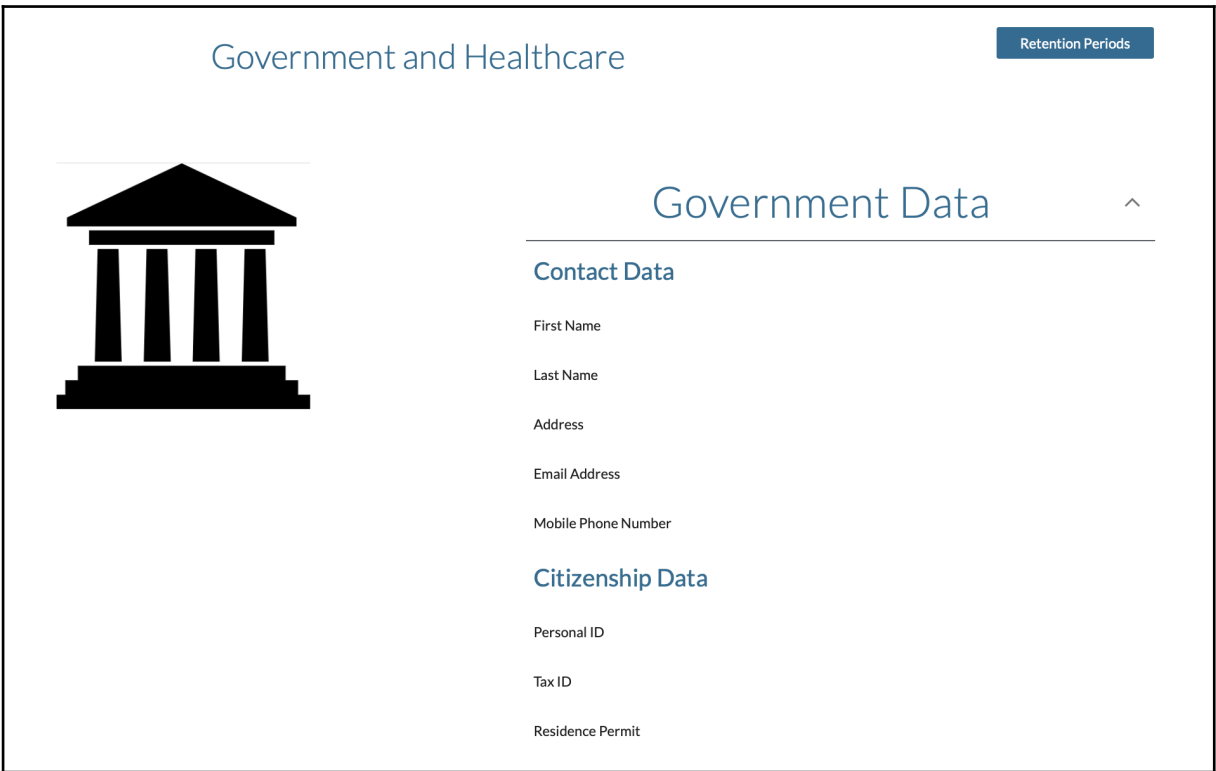 Government and Healthcare
Retention Periods
Government Data
Contact Data
First Name
Last Name
Address
Email Address
Mobile Phone Number
Citizenship Data
Personal ID
Tax ID
Residence Permit